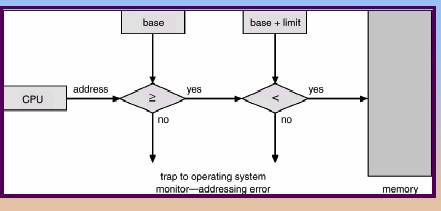 base
base + limit
CPU
address
≥
yes
<
yes
no
no
trap to operating system
monitor—addressing error
memory